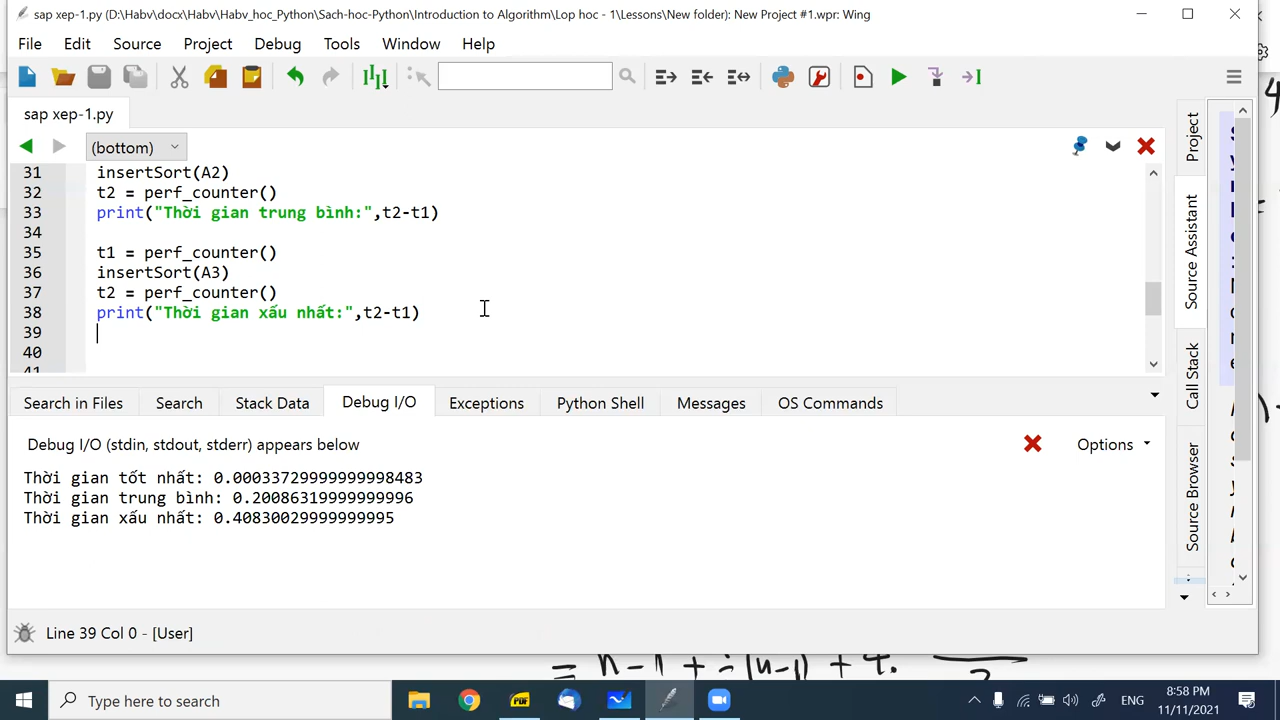 sap xep-1.py (D:\Habv\docx\Habv\Habv_hoc_Python\Sach-hoc-Python\Introduction to Algorithm\Lop hoc - 1\Lessons\New folder): New Project #1.wpr: Wing
File Edit Source Project Debug Tools Window Help
sap xep-1.py
(bottom)
31 insertSort(A2)
32 t2 = perf_counter()
33 print("Thời gian trung bình:",t2-t1)
34
35 t1 = perf_counter()
36 insertSort(A3)
37 t2 = perf_counter()
38 print("Thời gian xấu nhất:",t2-t1)
39
40
Project
Source Assistant
Call Stack
Source Browser
Search in Files Search Stack Data Debug I/O Exceptions Python Shell Messages OS Commands
Debug I/O (stdin, stdout, stderr) appears below Options
Thời gian tốt nhất: 0.00033729999999998483
Thời gian trung bình: 0.20086319999999996
Thời gian xấu nhất: 0.40830029999999995
Line 39 Col 0 - [User]
Type here to search
ENG
8:58 PM
11/11/2021